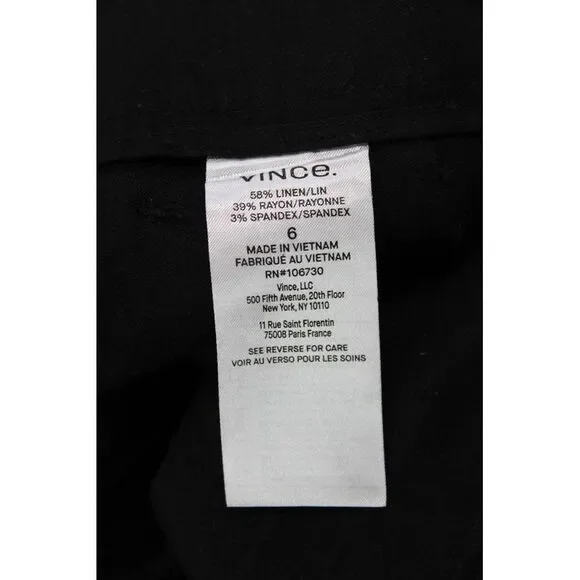 VINCE.
58% LINEN/LIN
39% RAYON/RAYONNE
3% SPANDEX/SPANDEX
6
MADE IN VIETNAM
FABRIQUÉ AU VIETNAM
RN#106730
Vince, LLC
500 Fifth Avenue, 20th Floor
New York, NY 10110
11 Rue Saint Florentin
75008 Paris France
SEE REVERSE FOR CARE
VOIR AU VERSO POUR LES SOINS